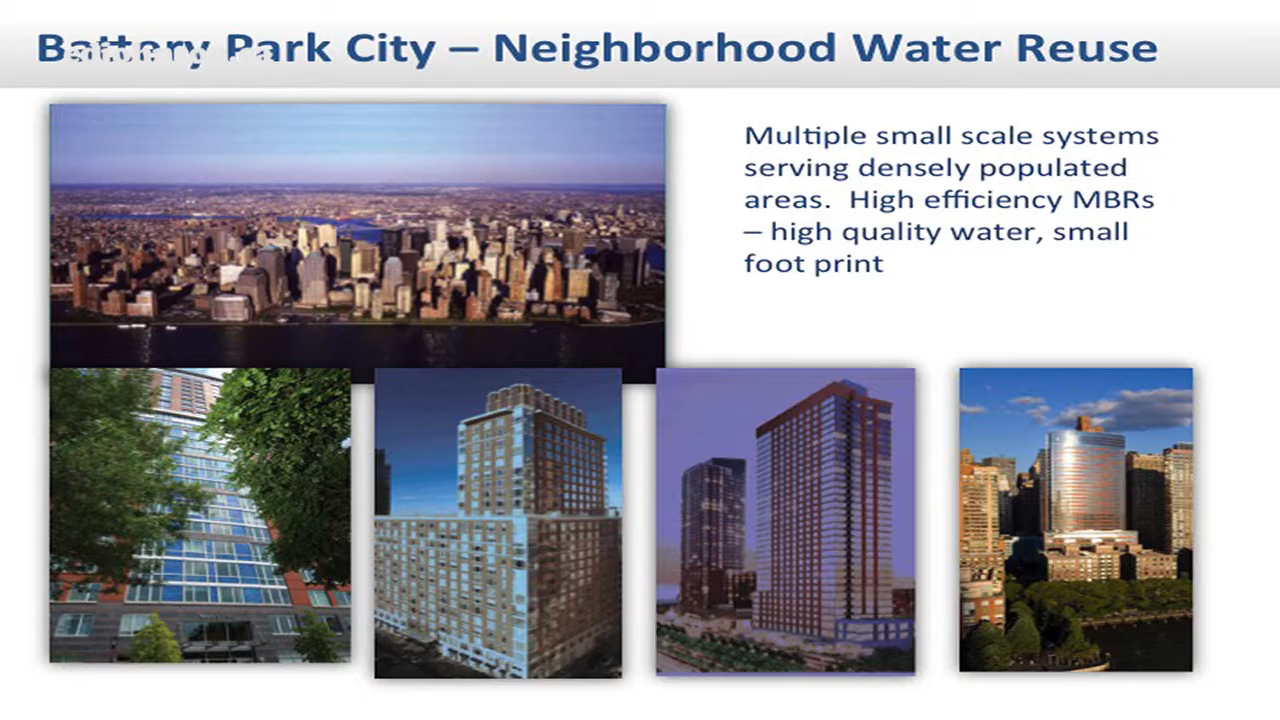 Battery Park City – Neighborhood Water Reuse
Multiple small scale systems
serving densely populated
areas.  High efficiency MBRs
– high quality water, small
foot print